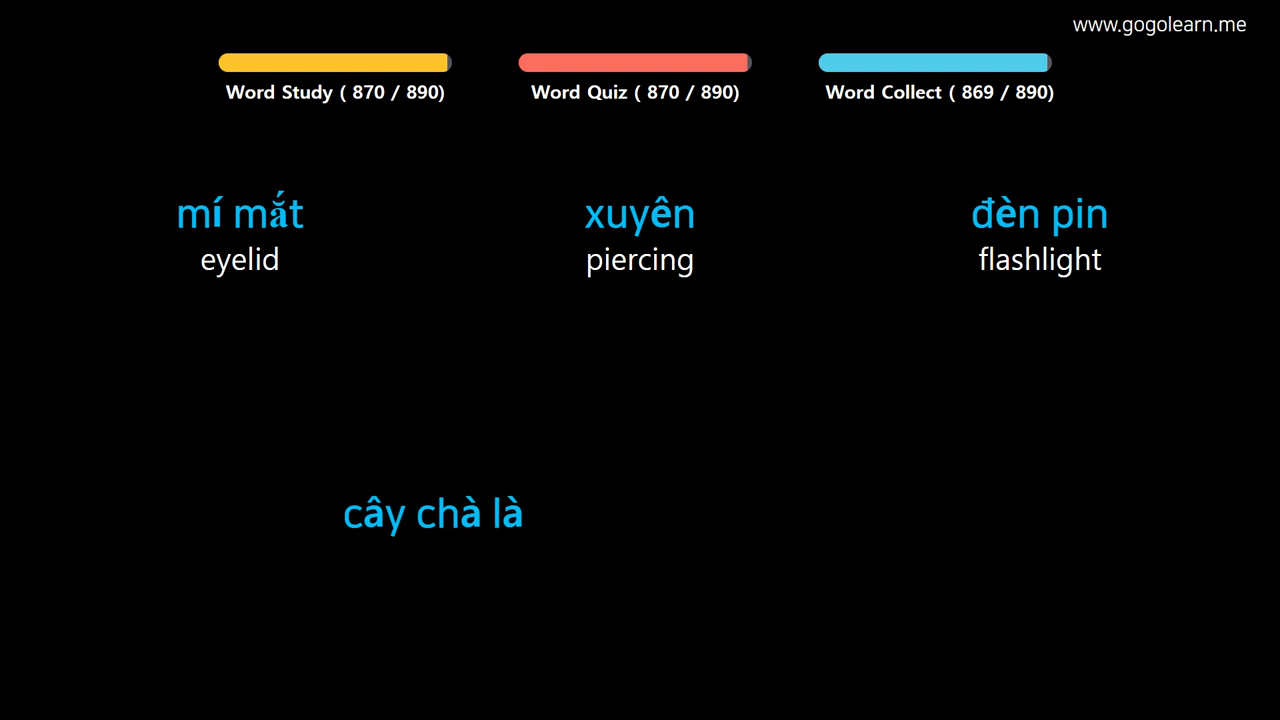 www.gogolearn.me
Word Study ( 870 / 890)
Word Quiz ( 870 / 890)
Word Collect ( 869 / 890)
mí mắt
xuyên
đèn pin
eyelid
piercing
flashlight
cây chà là